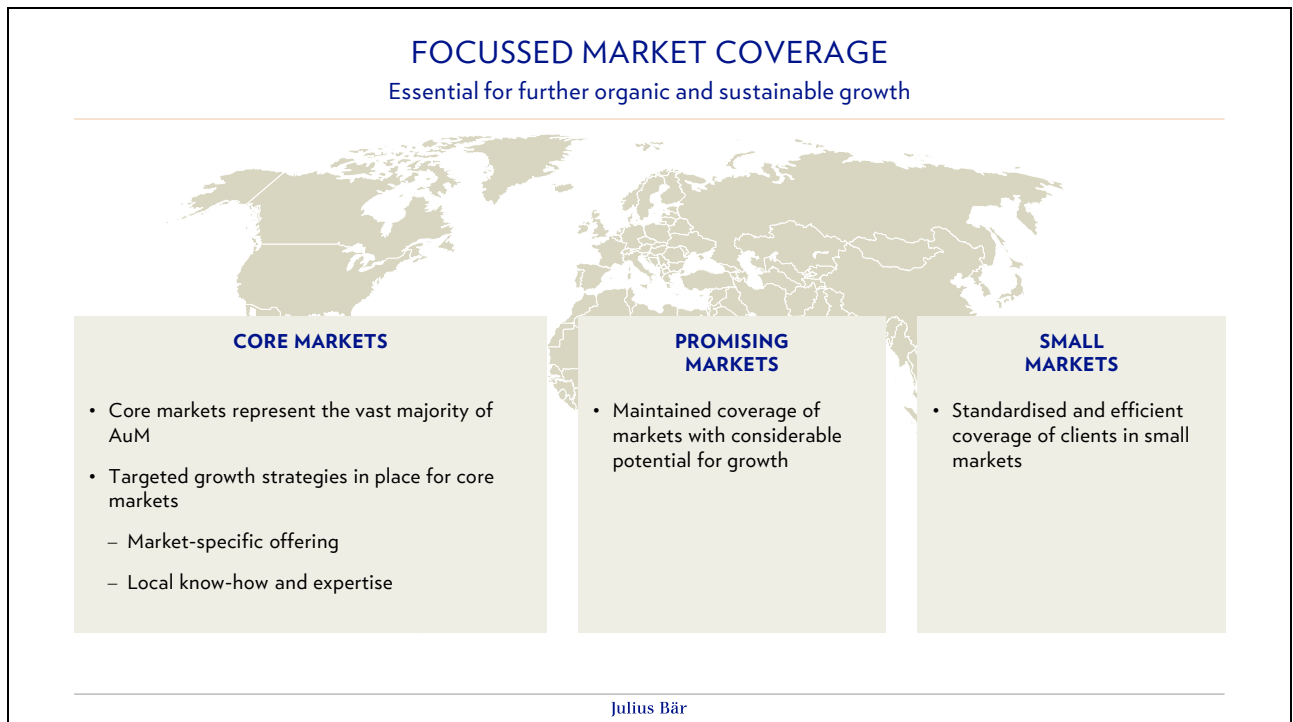 FOCUSSED MARKET COVERAGE
Essential for further organic and sustainable growth
CORE MARKETS
• Core markets represent the vast majority of
AuM
• Targeted growth strategies in place for core
markets
– Market-specific offering
– Local know-how and expertise
PROMISING
MARKETS
• Maintained coverage of
markets with considerable
potential for growth
SMALL
MARKETS
• Standardised and efficient
coverage of clients in small
markets
Julius Bär